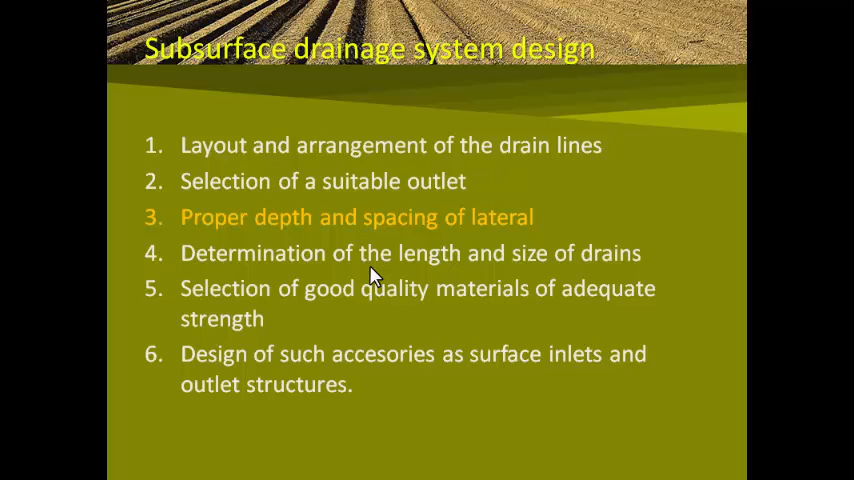 Subsurface drainage system design
1. Layout and arrangement of the drain lines
2. Selection of a suitable outlet
3. Proper depth and spacing of lateral
4. Determination of the length and size of drains
5. Selection of good quality materials of adequate
strength
6. Design of such accesories as surface inlets and
outlet structures.